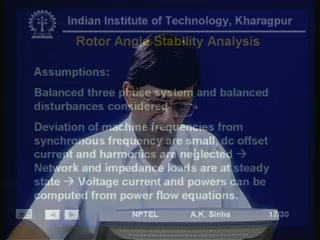 Indian Institute of Technology, Kharagpur
Rotor Angle Stability Analysis
Assumptions:
Balanced three phase system and balanced
disturbances considered
Deviation of machine frequencies from
synchronous frequency are small, dc offset
current and harmonics are neglected →
Network and impedance loads are at steady
state → Voltage current and powers can be
computed from power flow equations.
NPTEL A.K. Sinha 17/30